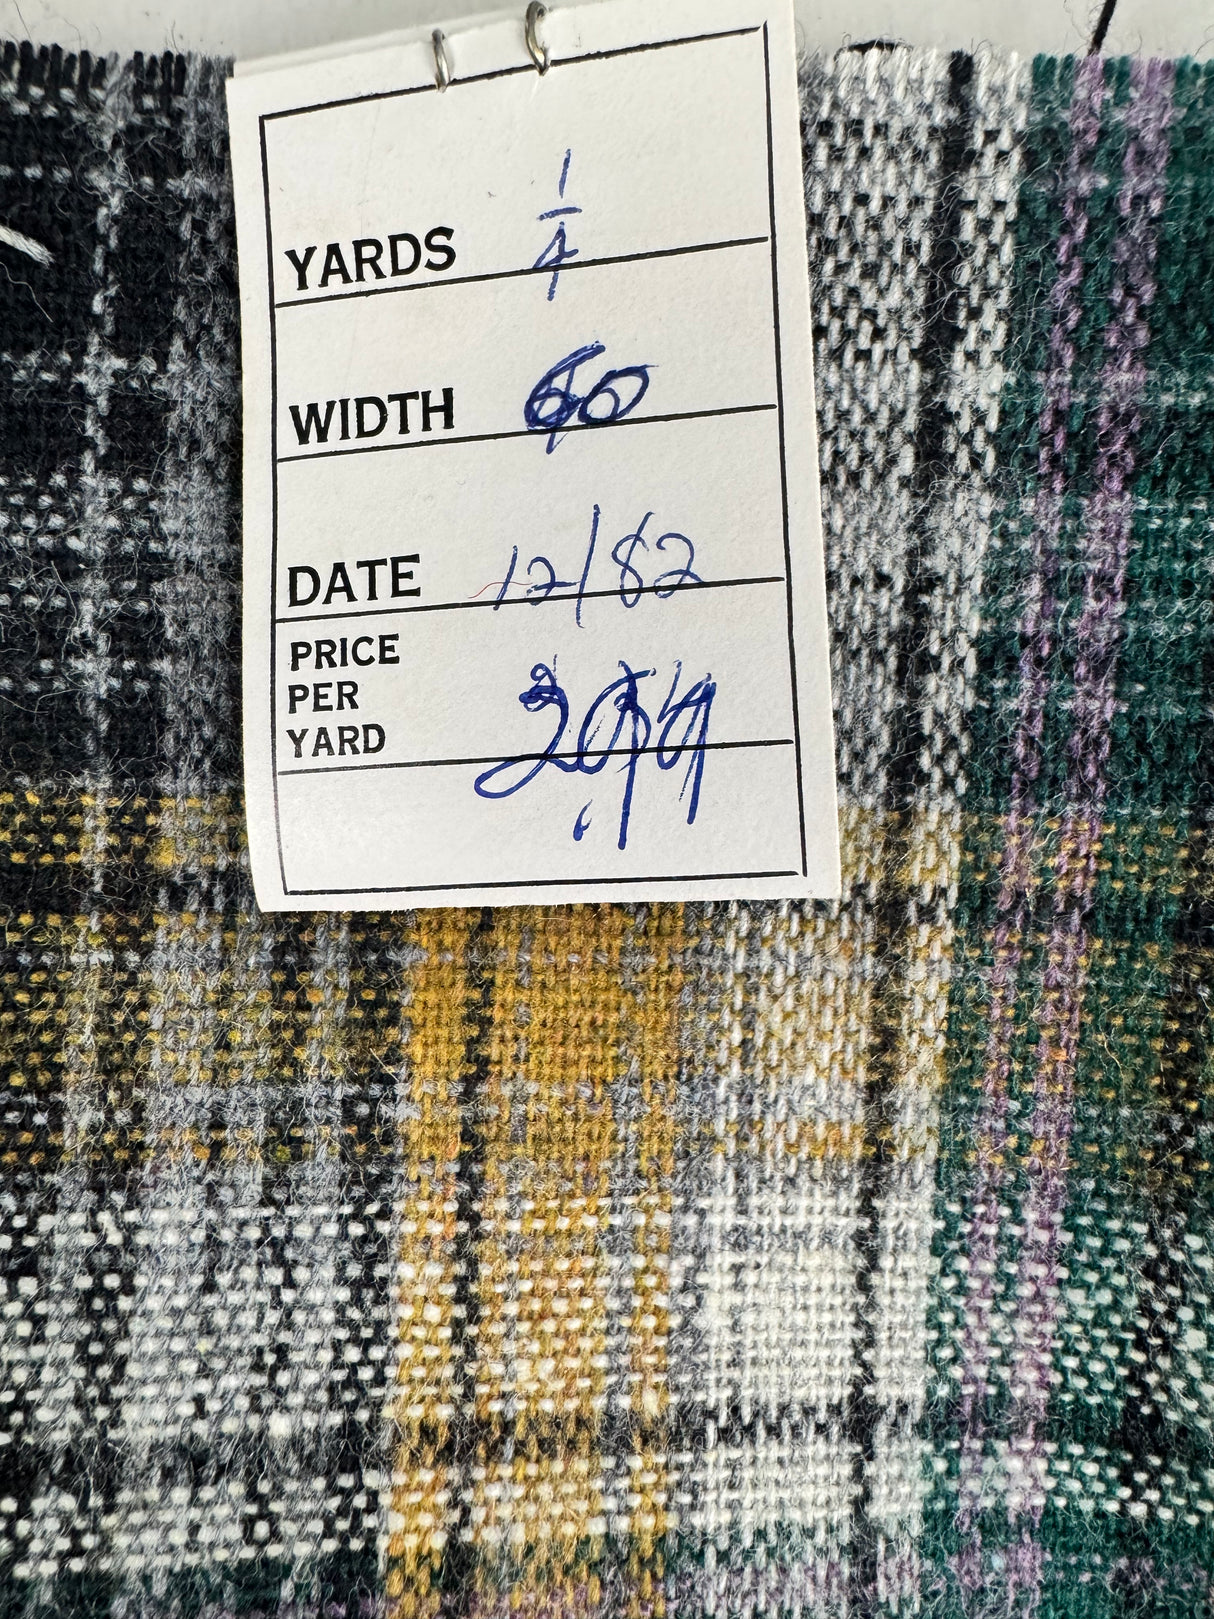 YARDS 1/4
WIDTH 60
DATE 12/82
PRICE
PER
YARD